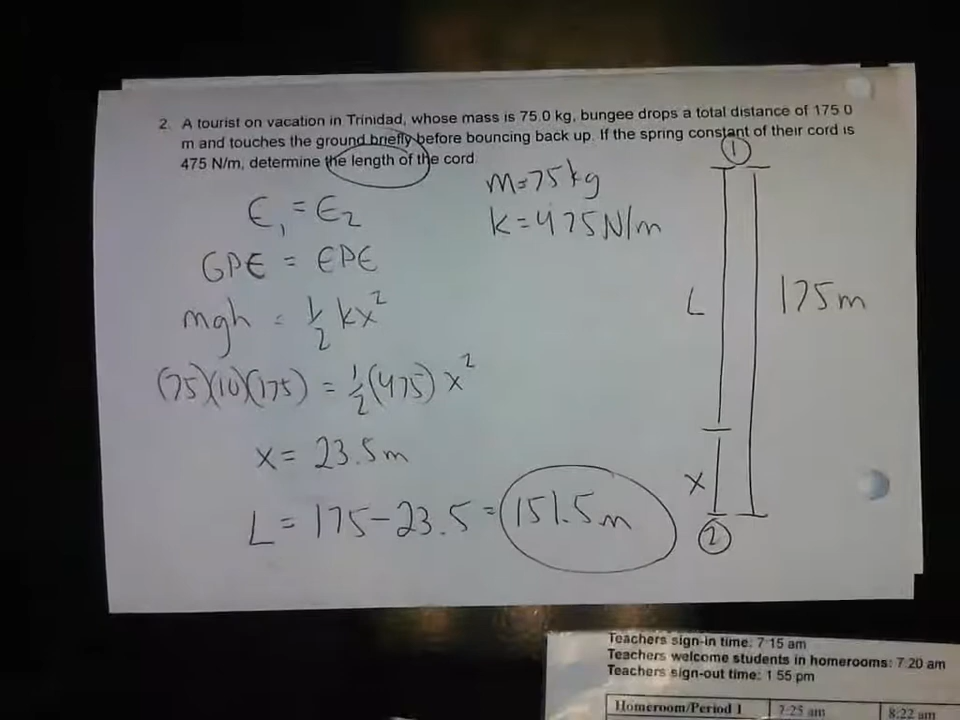 2. A tourist on vacation in Trinidad, whose mass is 75.0 kg, bungee drops a total distance of 175 0
m and touches the ground briefly before bouncing back up. If the spring constant of their cord is
475 N/m, determine the length of the cord.
①
m=75kg
k=475N/m
E₁ = E₂
GPE = EPE
mgh = 1/2 kx²
L
175m
(75)(10)(175) = 1/2(475) x²
x= 23.5m
x
L = 175-23.5 = 151.5m
②
Teachers sign-in time: 7:15 am
Teachers welcome students in homerooms: 7:20 am
Teachers sign-out time: 1:55 pm
Homeroom/Period 1 7:25 am 8:22 am